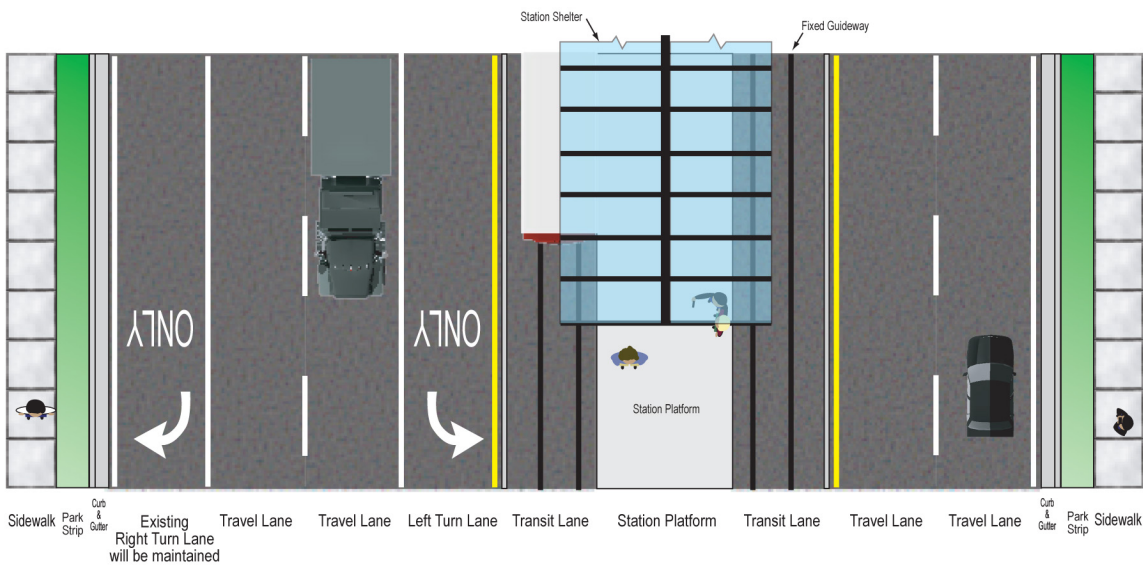 Station Shelter
Fixed Guideway
ONLY
ONLY
Station Platform
Sidewalk
Park
Strip
Curb
&
Gutter
Existing
Right Turn Lane
will be maintained
Travel Lane
Travel Lane
Left Turn Lane
Transit Lane
Station Platform
Transit Lane
Travel Lane
Travel Lane
Curb
&
Gutter
Park
Strip
Sidewalk